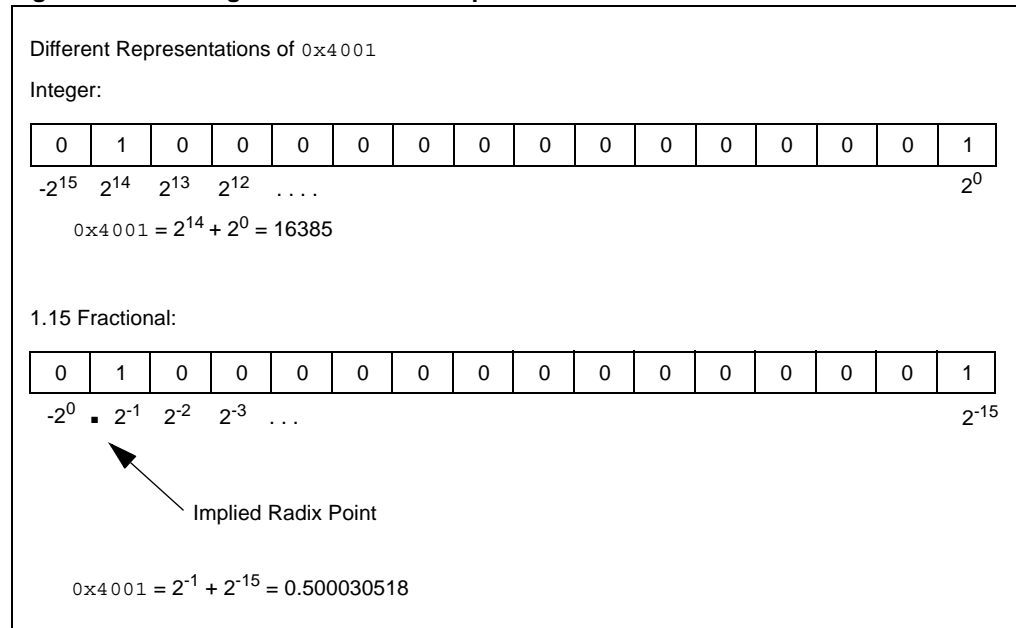 Different Representations of 0x4001
Integer:
0 1 0 0 0 0 0 0 0 0 0 0 0 0 0 1
-2^15 2^14 2^13 2^12 . . . . 2^0
0x4001 = 2^14 + 2^0 = 16385
1.15 Fractional:
0 1 0 0 0 0 0 0 0 0 0 0 0 0 0 1
-2^0 . 2^-1 2^-2 2^-3 . . . 2^-15
Implied Radix Point
0x4001 = 2^-1 + 2^-15 = 0.500030518